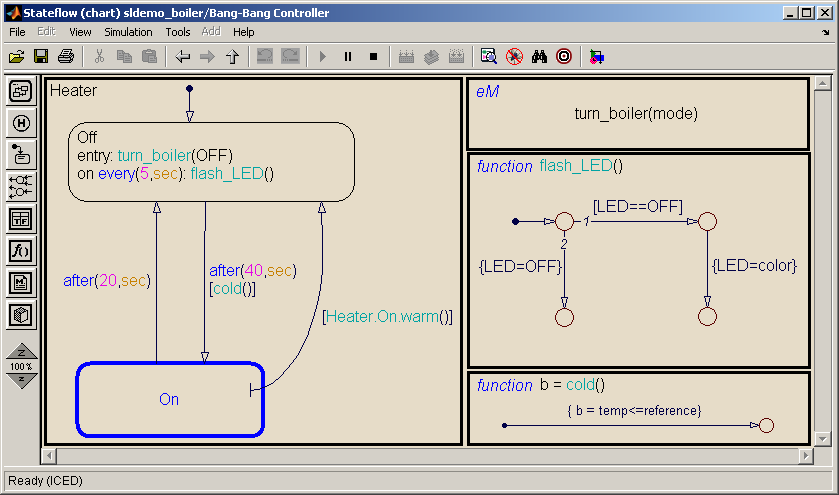 Stateflow (chart) sldemo_boiler/Bang-Bang Controller
File Edit View Simulation Tools Add Help
Heater
Off
entry: turn_boiler(OFF)
on every(5,sec): flash_LED()
after(20,sec)
after(40,sec)
[cold()]
[Heater.On.warm()]
On
eM
turn_boiler(mode)
function flash_LED()
[LED==OFF]
1
2
{LED=OFF}
{LED=color}
function b = cold()
{ b = temp<=reference}
H
TF
f()
M
Z
100%
Z
Ready (ICED)